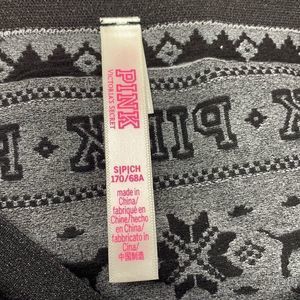 PINK
VICTORIA'S SECRET
S|P|CH
170/68A
made in
China/
fabriqué en
Chine/hecho
en China/
fabbricato in
Cina/
中国制造
PINK